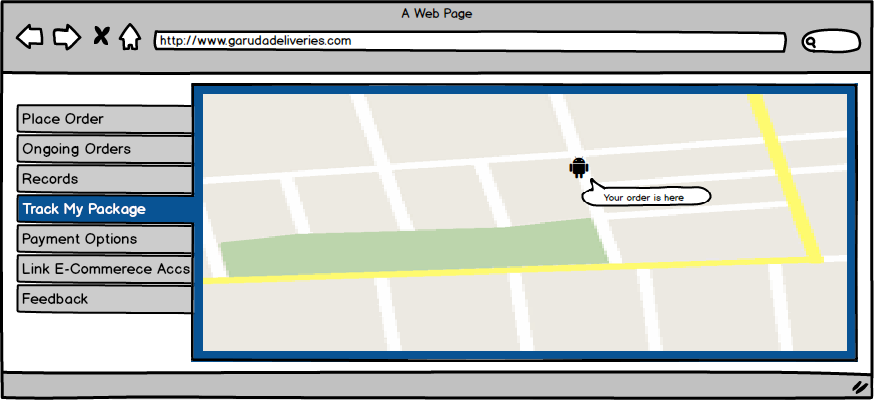 A Web Page
http://www.garudadeliveries.com
Place Order
Ongoing Orders
Records
Track My Package
Payment Options
Link E-Commerece Accs
Feedback
Your order is here